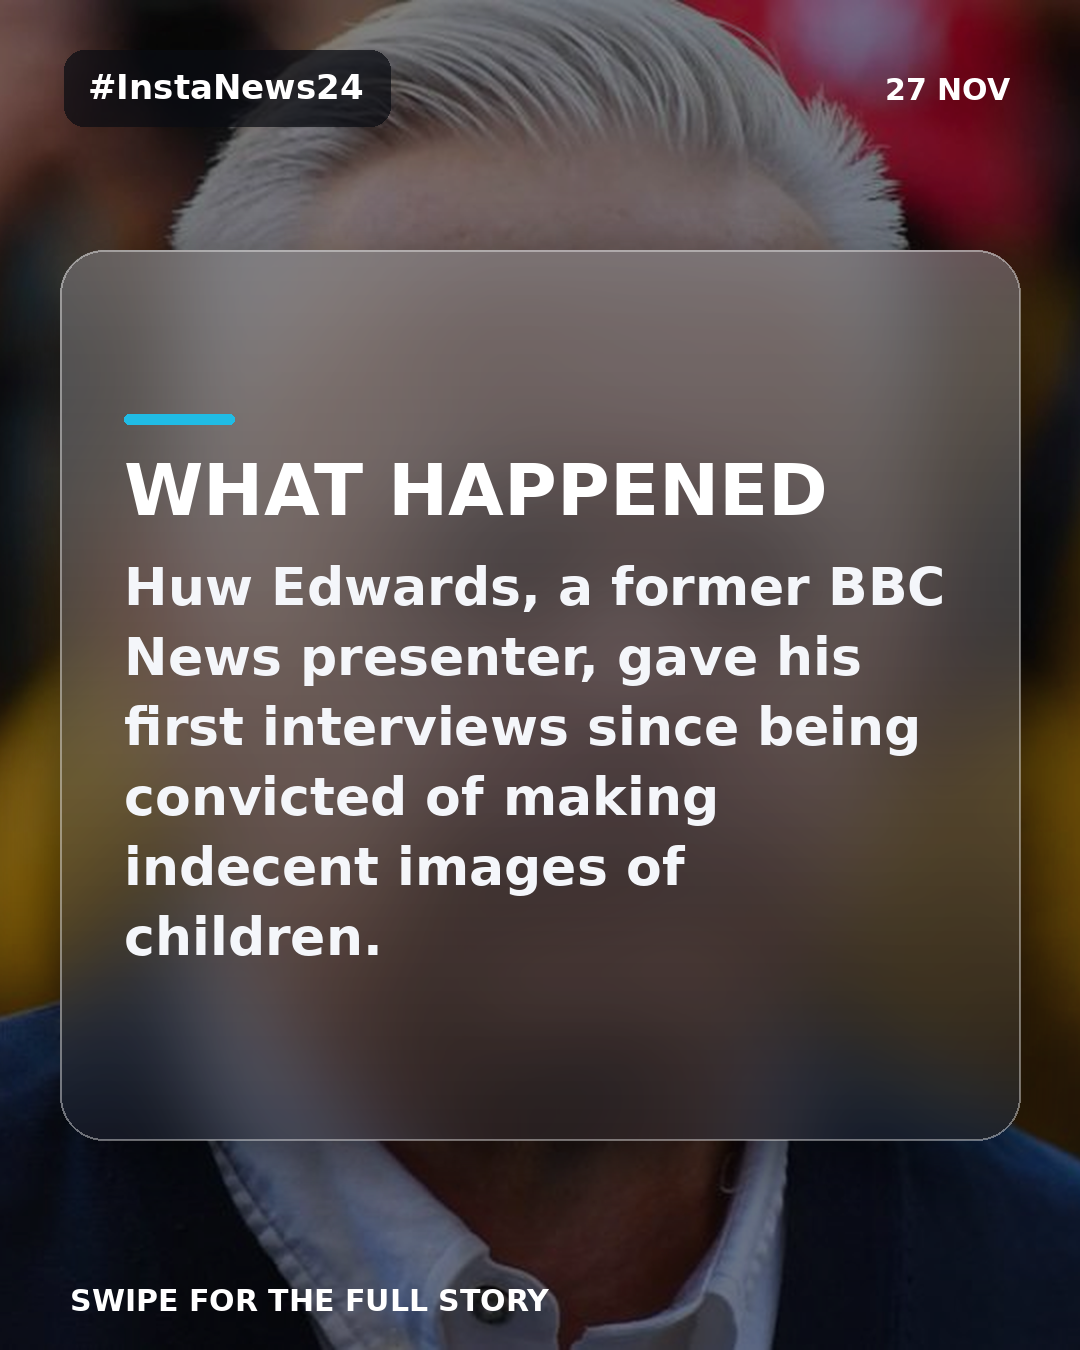 #InstaNews24
27 NOV
WHAT HAPPENED
Huw Edwards, a former BBC
News presenter, gave his
first interviews since being
convicted of making
indecent images of
children.
SWIPE FOR THE FULL STORY